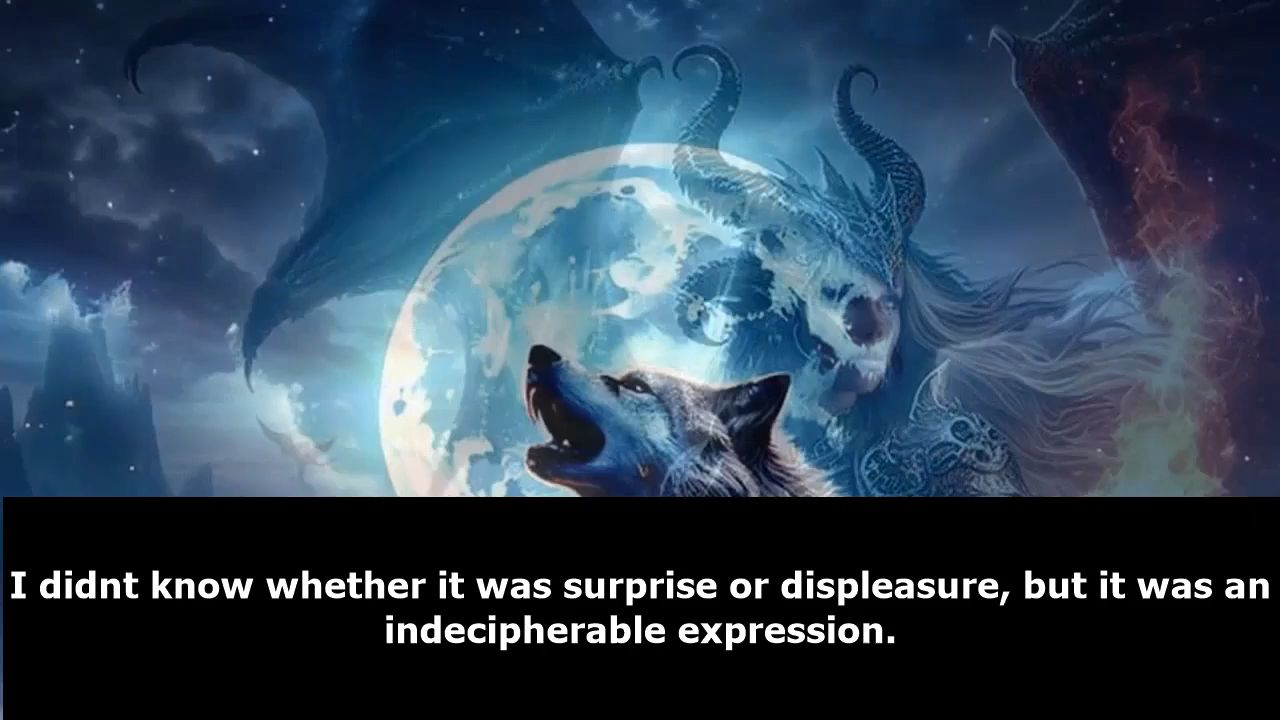 I didnt know whether it was surprise or displeasure, but it was an
indecipherable expression.